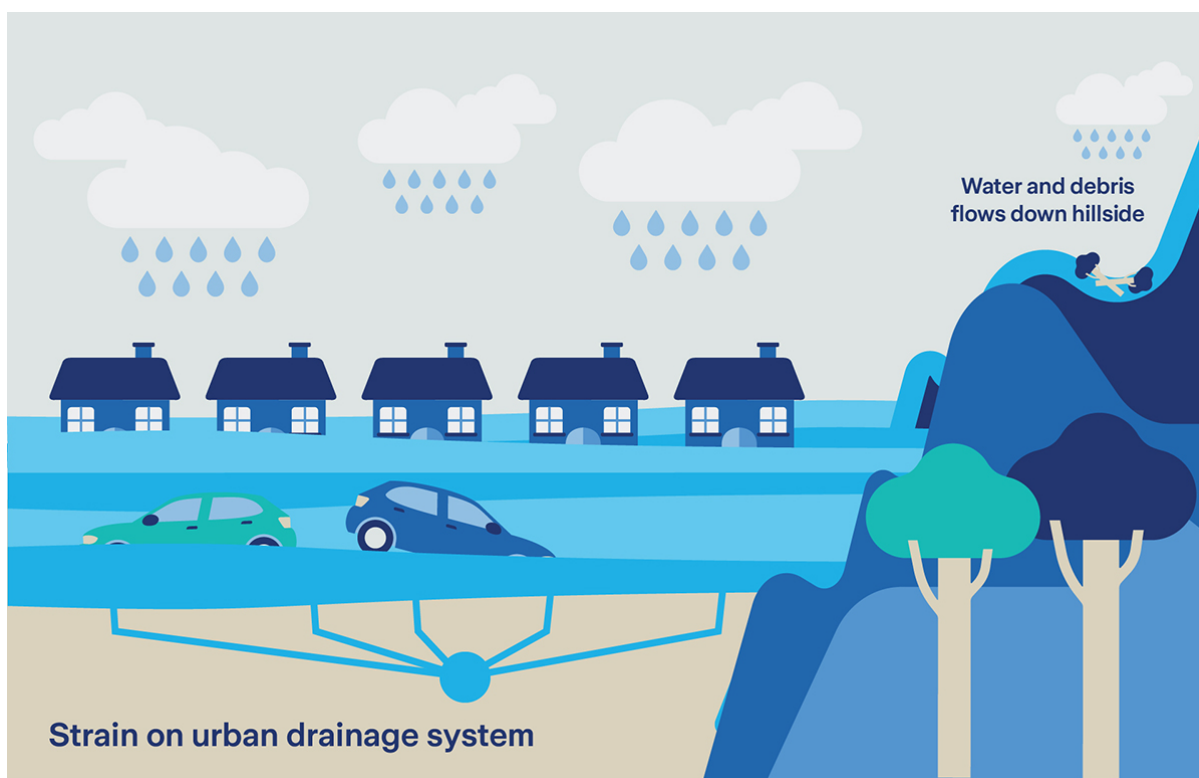 Water and debris
flows down hillside
Strain on urban drainage system